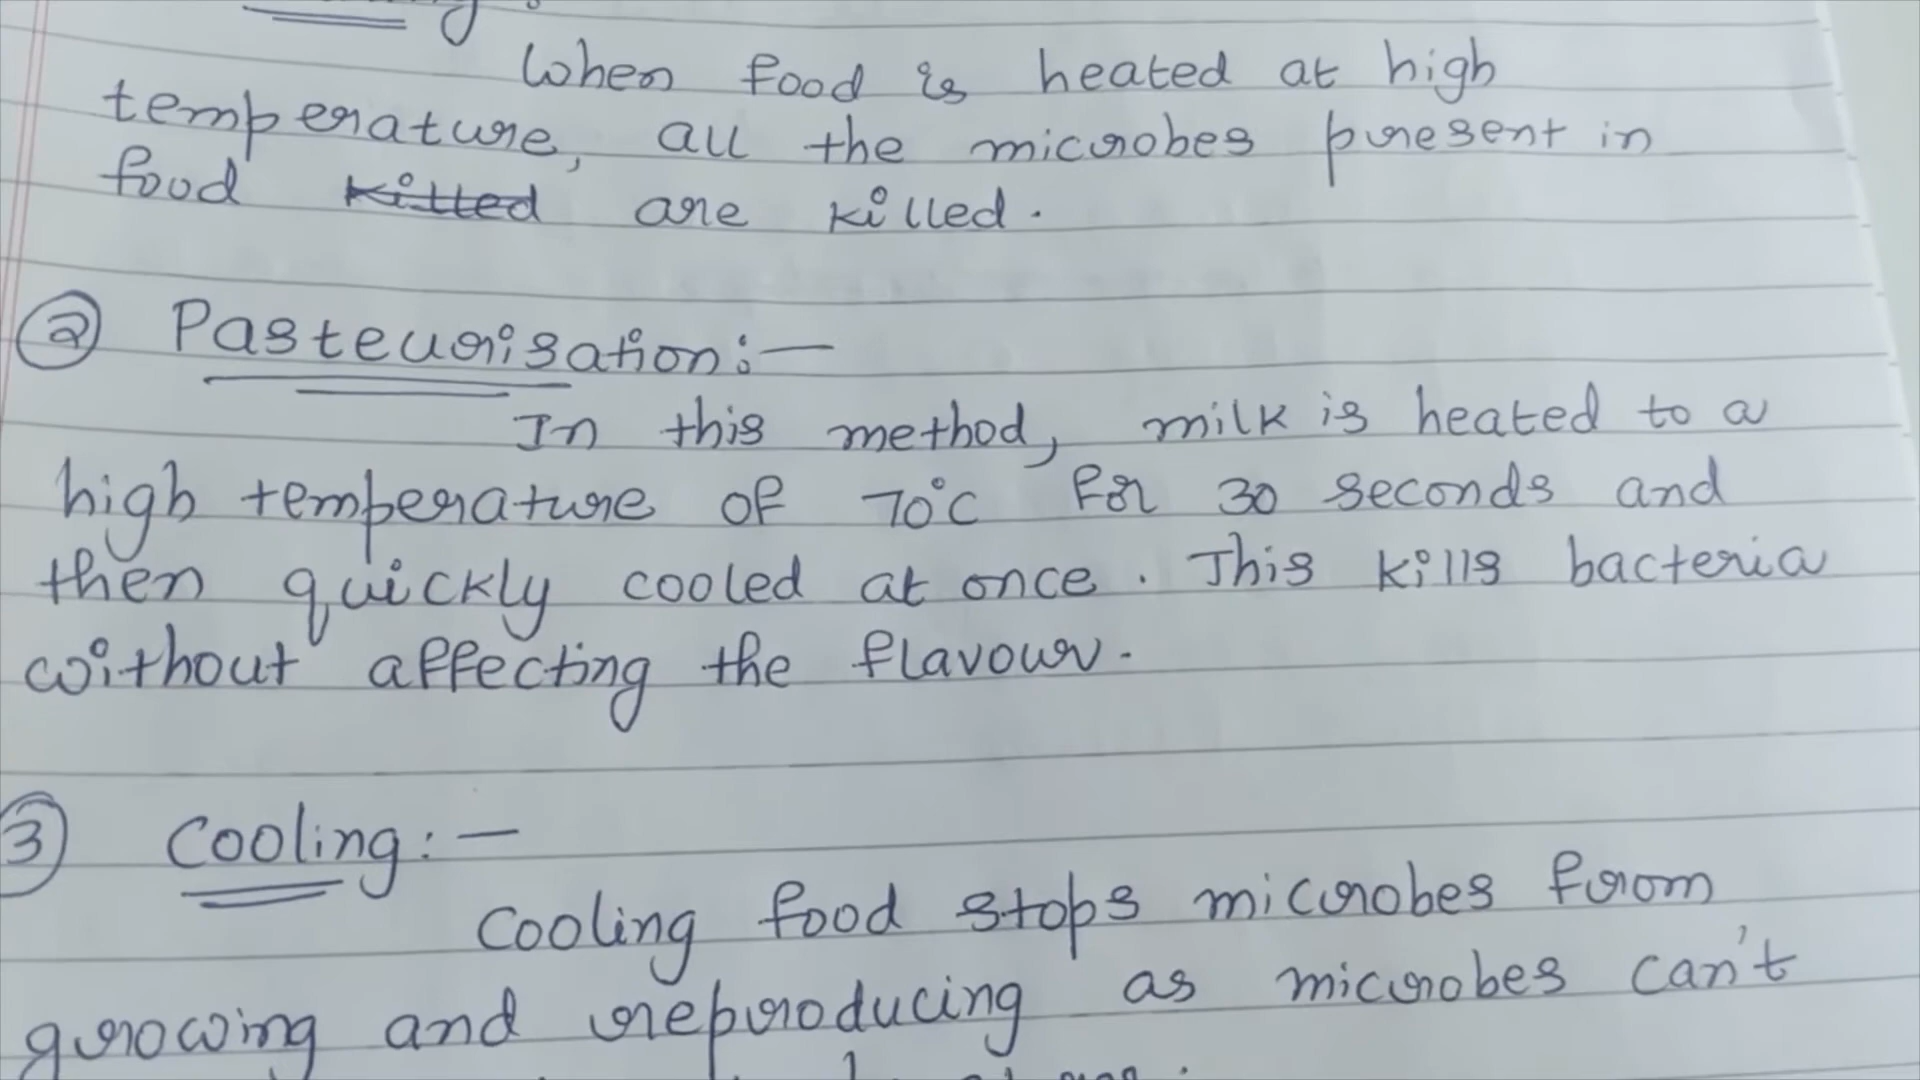 When food is heated at high
temperature, all the microbes present in
food killed are killed.
② Pasteurisation:-
In this method, milk is heated to a
high temperature of 70°C for 30 seconds and
then quickly cooled at once. This kills bacteria
without affecting the flavour.
③ Cooling:-
Cooling food stops microbes from
growing and reproducing as microbes can't